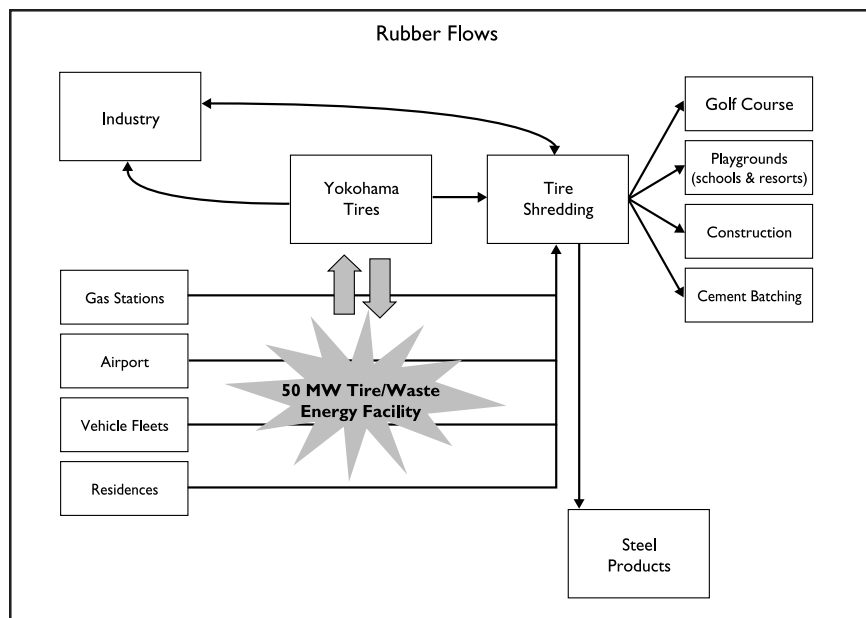 Rubber Flows
Industry
Yokohama
Tires
Tire
Shredding
Golf Course
Playgrounds
(schools & resorts)
Construction
Cement Batching
Gas Stations
Airport
Vehicle Fleets
Residences
50 MW Tire/Waste
Energy Facility
Steel
Products